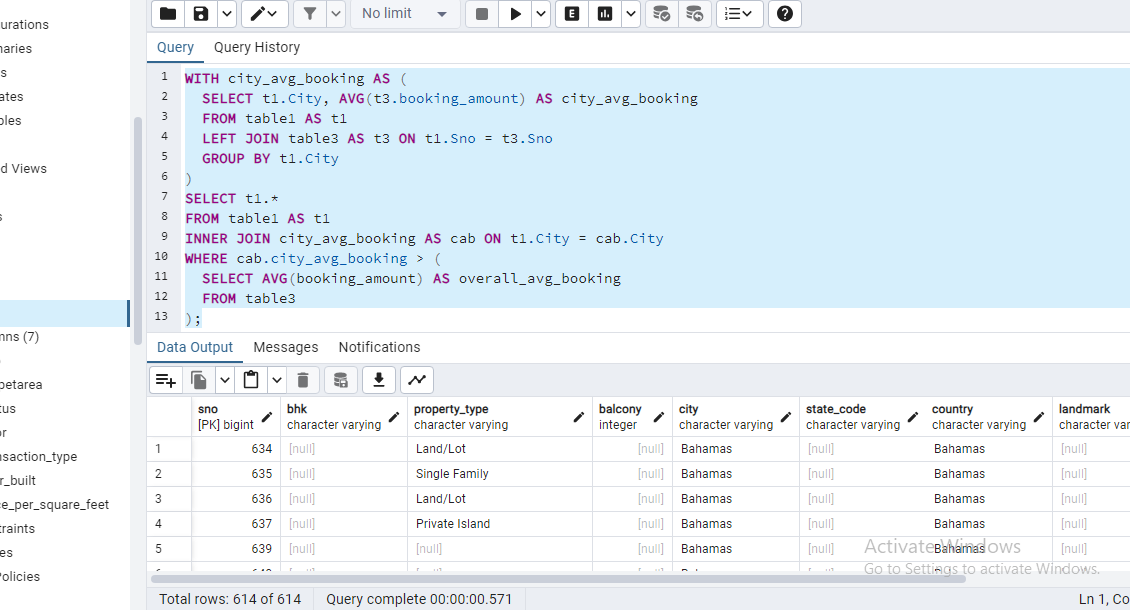 urations
naries
s
ates
bles
d Views
s
nns (7)
petarea
tus
or
nsaction_type
r_built
ce_per_square_feet
traints
es
Policies
No limit
E
Query Query History
1 WITH city_avg_booking AS (
2 SELECT t1.City, AVG(t3.booking_amount) AS city_avg_booking
3 FROM table1 AS t1
4 LEFT JOIN table3 AS t3 ON t1.Sno = t3.Sno
5 GROUP BY t1.City
6 )
7 SELECT t1.*
8 FROM table1 AS t1
9 INNER JOIN city_avg_booking AS cab ON t1.City = cab.City
10 WHERE cab.city_avg_booking > (
11 SELECT AVG(booking_amount) AS overall_avg_booking
12 FROM table3
13 );
Data Output Messages Notifications
sno bhk property_type balcony city state_code country landmark
[PK] bigint character varying character varying integer character varying character varying character varying character var
1 634 [null] Land/Lot [null] Bahamas [null] Bahamas [null]
2 635 [null] Single Family [null] Bahamas [null] Bahamas [null]
3 636 [null] Land/Lot [null] Bahamas [null] Bahamas [null]
4 637 [null] Private Island [null] Bahamas [null] Bahamas [null]
5 639 [null] [null] [null] Bahamas [null] Bahamas [null]
Activate Windows
Go to Settings to activate Windows.
Total rows: 614 of 614 Query complete 00:00:00.571 Ln 1, Co